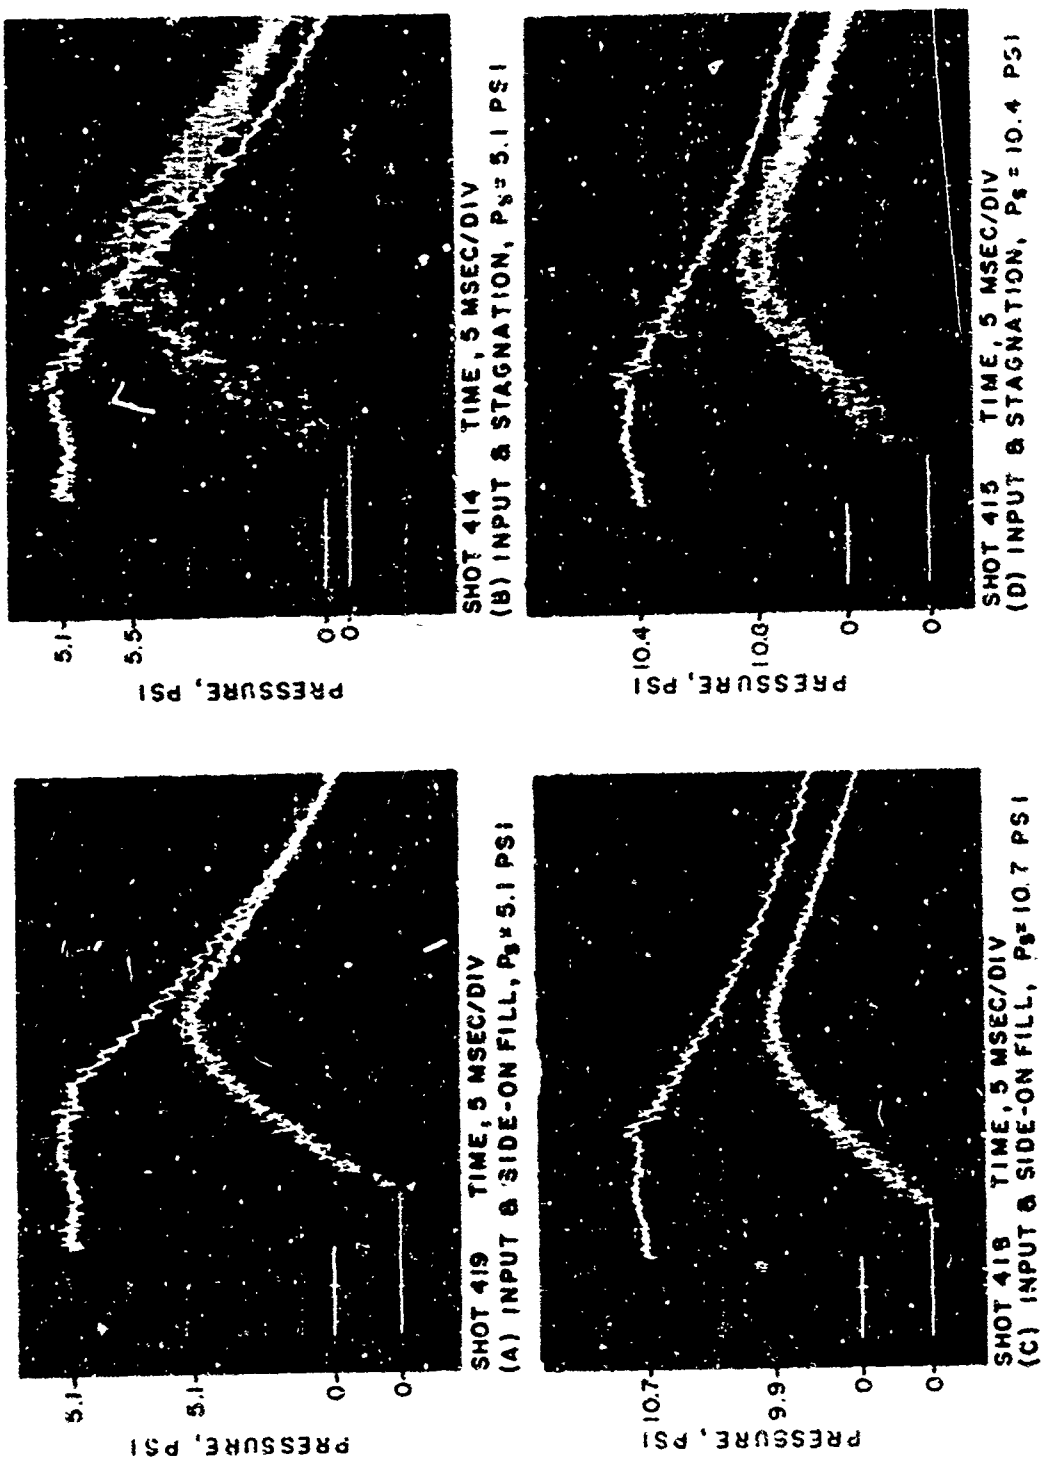 PRESSURE, PSI
5.1
5.1
0
0
SHOT 419 TIME, 5 MSEC/DIV
(A) INPUT & SIDE-ON FILL, Ps = 5.1 PSI
PRESSURE, PSI
5.1
5.5
0
0
SHOT 414 TIME, 5 MSEC/DIV
(B) INPUT & STAGNATION, Ps = 5.1 PSI
PRESSURE, PSI
10.7
9.9
0
0
SHOT 418 TIME, 5 MSEC/DIV
(C) INPUT & SIDE-ON FILL, Ps = 10.7 PSI
PRESSURE, PSI
10.4
10.8
0
0
SHOT 415 TIME, 5 MSEC/DIV
(D) INPUT & STAGNATION, Ps = 10.4 PSI